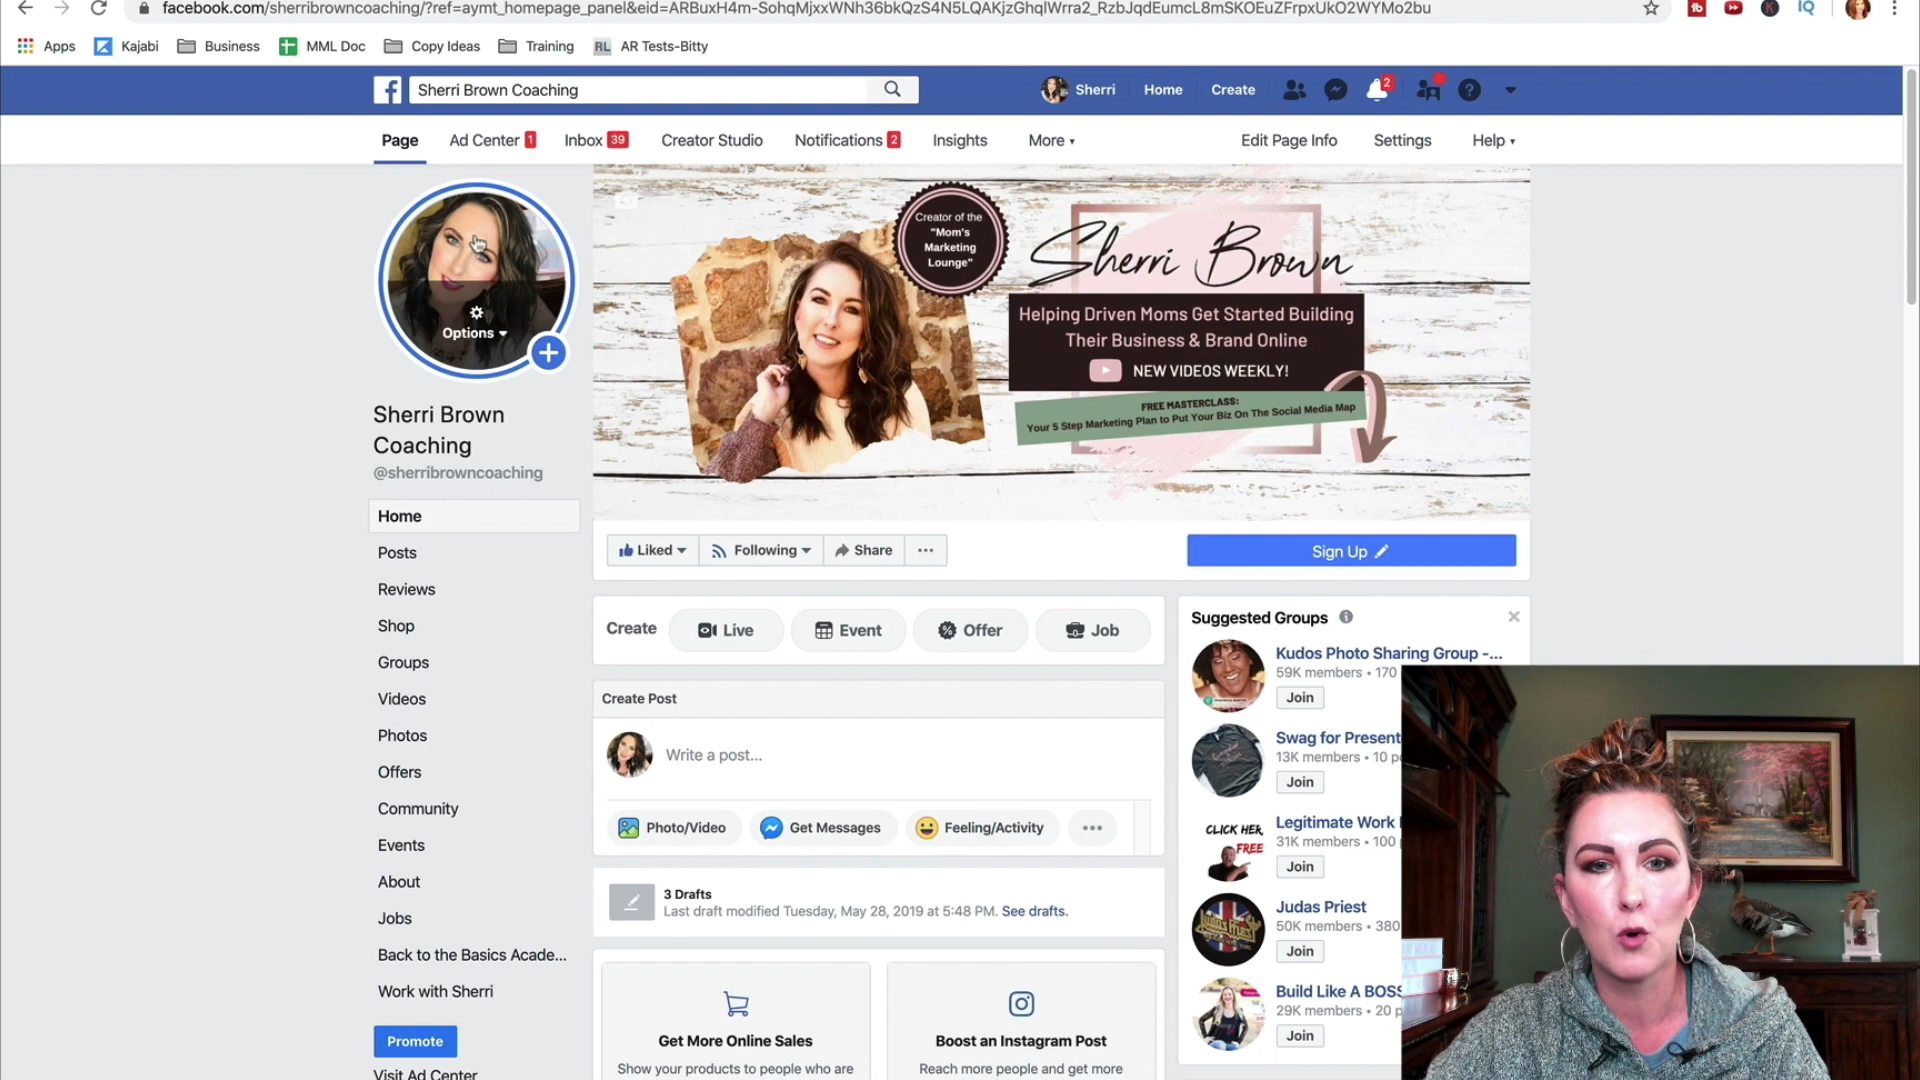 facebook.com/sherribrowncoaching/?ref=aymt_homepage_panel&eid=ARBuxH4m-SohqMjxxWNh36bkQzS4N5LQAKjzGhqlWrra2_RzbJqdEumcL8mSKOEuZFrpxUkO2WYMo2bu
Apps Kajabi Business MML Doc Copy Ideas Training RL AR Tests-Bitty
Sherri Brown Coaching
Sherri Home Create 2
Page Ad Center 1 Inbox 39 Creator Studio Notifications 2 Insights More Edit Page Info Settings Help
Options
Creator of the
"Mom's
Marketing
Lounge"
Sherri Brown
Helping Driven Moms Get Started Building
Their Business & Brand Online
NEW VIDEOS WEEKLY!
FREE MASTERCLASS:
Your 5 Step Marketing Plan to Put Your Biz On The Social Media Map
Sherri Brown
Coaching
@sherribrowncoaching
Home
Posts
Reviews
Shop
Groups
Videos
Photos
Offers
Community
Events
About
Jobs
Back to the Basics Acade...
Work with Sherri
Promote
Visit Ad Center
Liked Following Share ...
Sign Up
Create Live Event Offer Job
Create Post
Write a post...
Photo/Video Get Messages Feeling/Activity ...
3 Drafts
Last draft modified Tuesday, May 28, 2019 at 5:48 PM. See drafts.
Get More Online Sales
Show your products to people who are
Boost an Instagram Post
Reach more people and get more
Suggested Groups
Kudos Photo Sharing Group -...
59K members • 170
Join
Swag for Present
13K members • 10 p
Join
CLICK HER
FREE
Legitimate Work
31K members • 100
Join
Judas Priest
Judas Priest
50K members • 380
Join
Build Like A BOSS
29K members • 20 p
Join